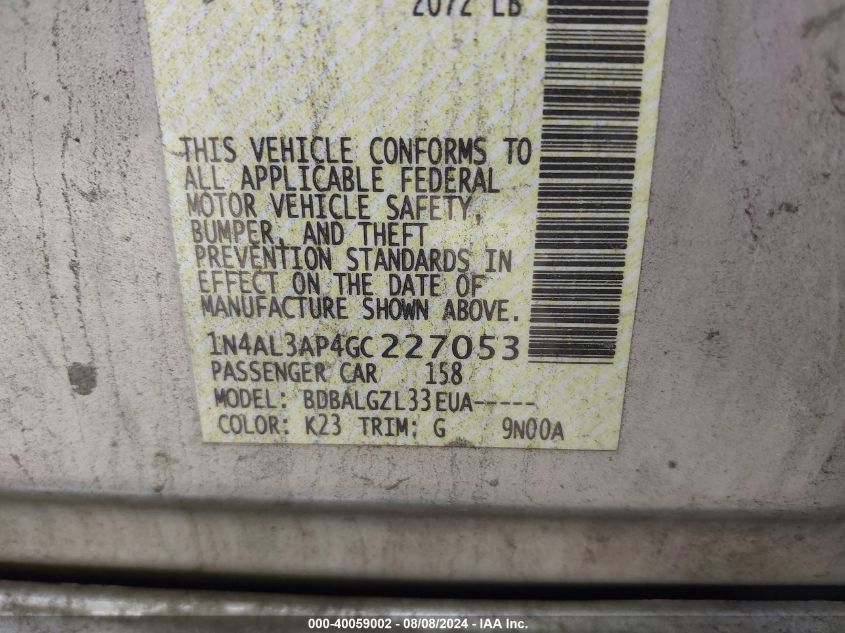 2072 LB
THIS VEHICLE CONFORMS TO
ALL APPLICABLE FEDERAL
MOTOR VEHICLE SAFETY,
BUMPER, AND THEFT
PREVENTION STANDARDS IN
EFFECT ON THE DATE OF
MANUFACTURE SHOWN ABOVE.
1N4AL3AP4GC227053
PASSENGER CAR 158
MODEL: BDBALGZL33EUA-----
COLOR: K23 TRIM: G 9N00A
000-40059002 - 08/08/2024 - IAA Inc.